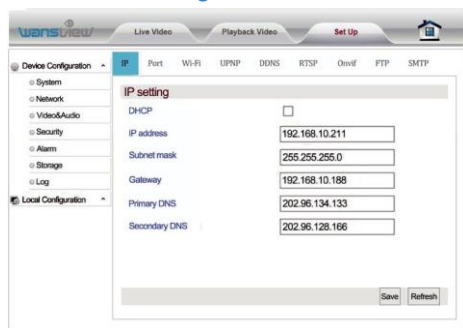 wansview
Live Video Playback Video Set Up
Device Configuration
System
Network
Video&Audio
Security
Alarm
Storage
Log
Local Configuration
IP Port Wi-Fi UPNP DDNS RTSP Onvif FTP SMTP
IP setting
DHCP
IP address 192.168.10.211
Subnet mask 255.255.255.0
Gateway 192.168.10.188
Primary DNS 202.96.134.133
Secondary DNS 202.96.128.166
Save Refresh